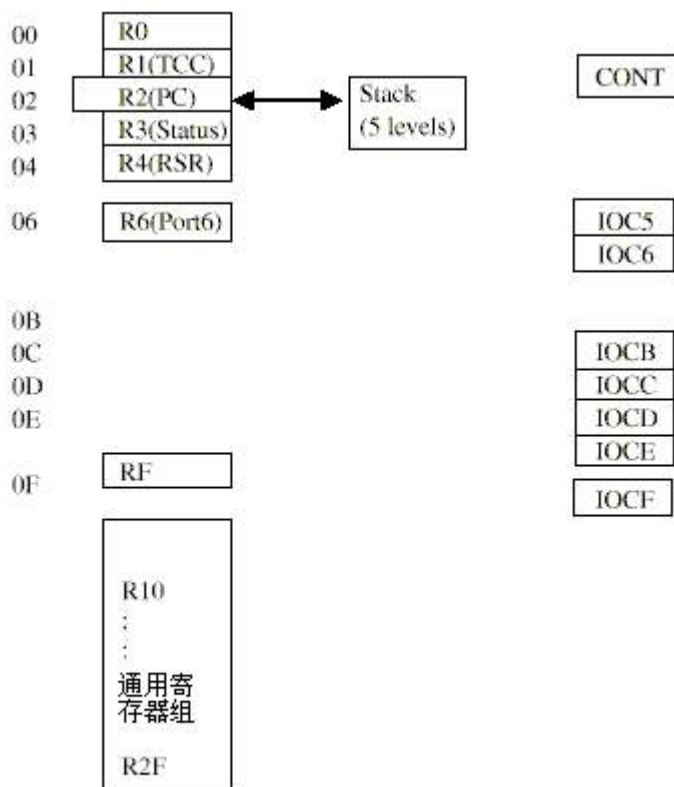 00
R0
01
R1(TCC)
CONT
02
R2(PC)
Stack
(5 levels)
03
R3(Status)
04
R4(RSR)
06
R6(Port6)
IOC5
IOC6
0B
0C
IOCB
0D
IOCC
0E
IOCD
IOCE
0F
RF
IOCF
R10
:
:
通用寄
存器组
R2F